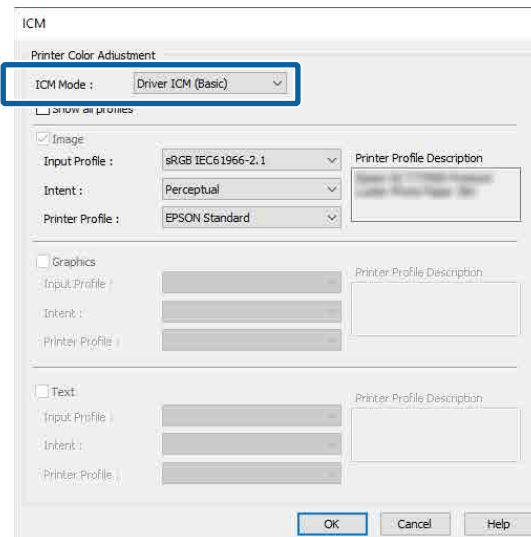 ICM
Printer Color Adjustment
ICM Mode : Driver ICM (Basic)
Show all profiles
Image
Input Profile : sRGB IEC61966-2.1 Printer Profile Description
Intent : Perceptual
Printer Profile : EPSON Standard
Graphics
Input Profile : Printer Profile Description
Intent :
Printer Profile :
Text
Input Profile : Printer Profile Description
Intent :
Printer Profile :
OK Cancel Help